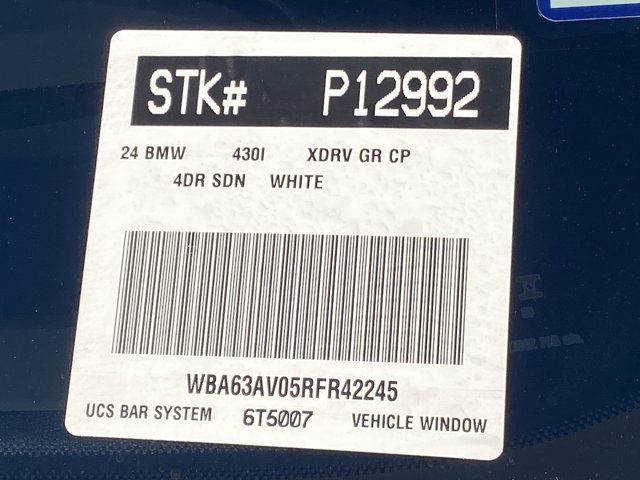 STK# P12992
24 BMW 430I XDRV GR CP
4DR SDN WHITE
WBA63AV05RFR42245
UCS BAR SYSTEM 6T5007 VEHICLE WINDOW